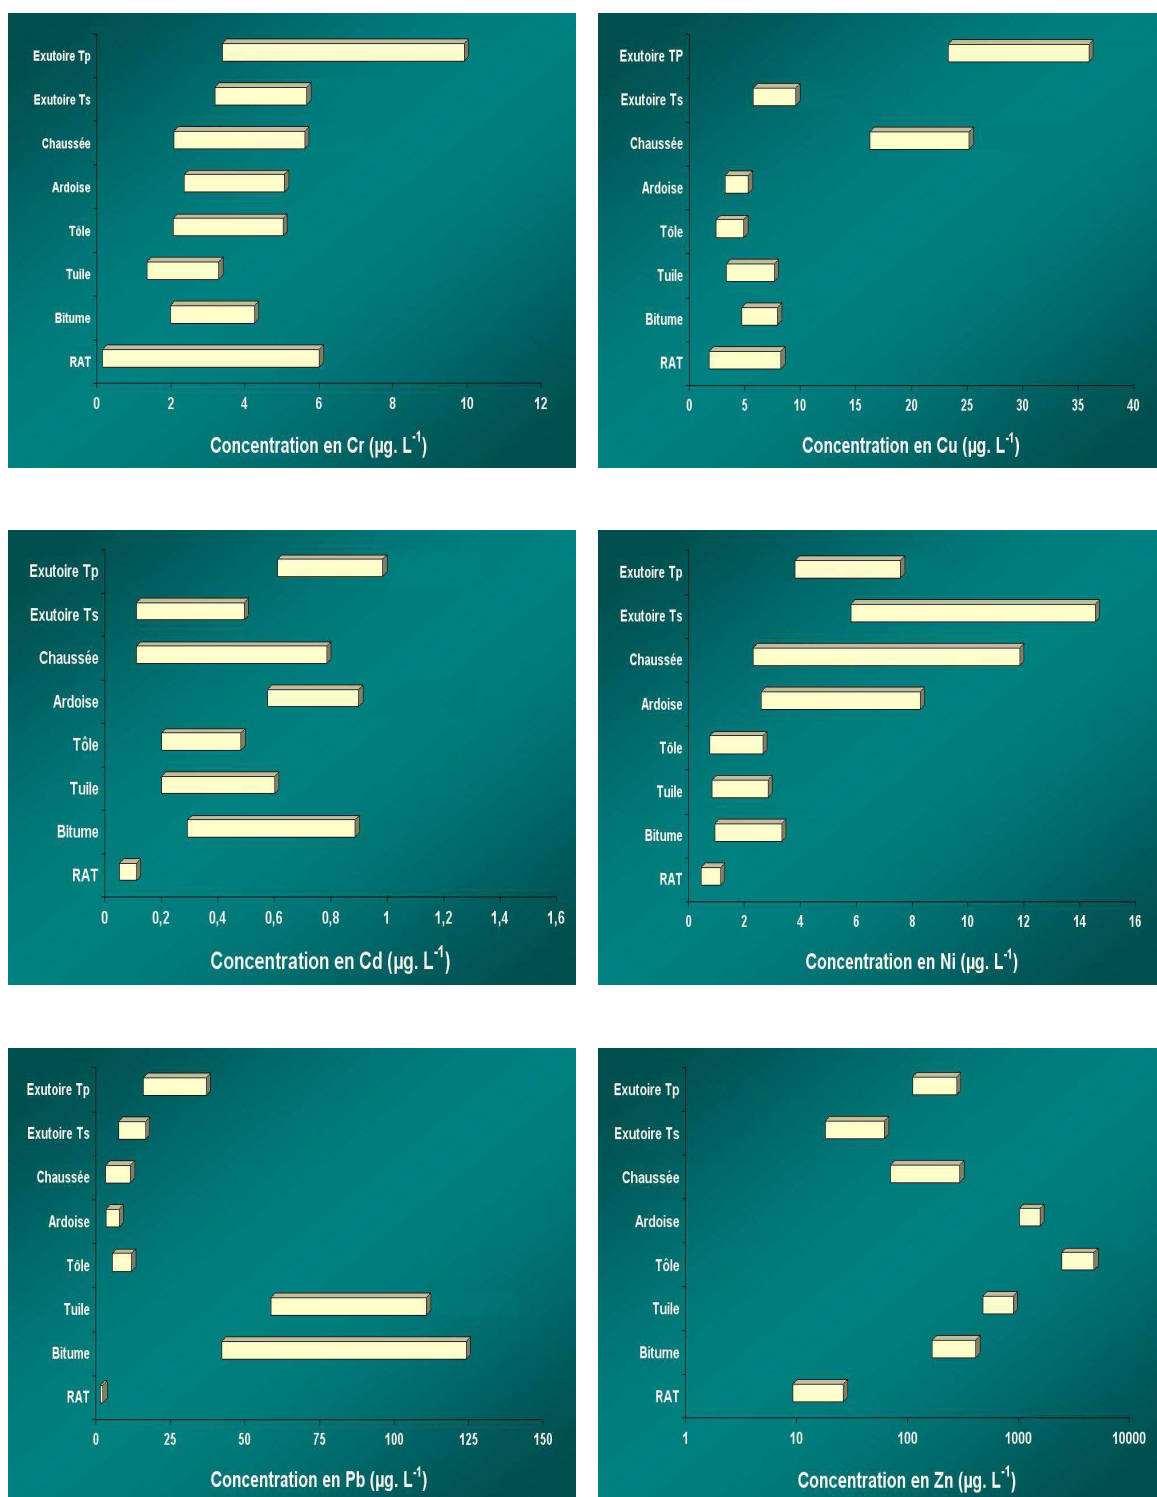 Exutoire Tp
Exutoire Ts
Chaussée
Ardoise
Tôle
Tuile
Bitume
RAT
0 2 4 6 8 10 12
Concentration en Cr (µg. L-1)
Exutoire TP
Exutoire Ts
Chaussée
Ardoise
Tôle
Tuile
Bitume
RAT
0 5 10 15 20 25 30 35 40
Concentration en Cu (µg. L-1)
Exutoire Tp
Exutoire Ts
Chaussée
Ardoise
Tôle
Tuile
Bitume
RAT
0 0,2 0,4 0,6 0,8 1 1,2 1,4 1,6
Concentration en Cd (µg. L-1)
Exutoire Tp
Exutoire Ts
Chaussée
Ardoise
Tôle
Tuile
Bitume
RAT
0 2 4 6 8 10 12 14 16
Concentration en Ni (µg. L-1)
Exutoire Tp
Exutoire Ts
Chaussée
Ardoise
Tôle
Tuile
Bitume
RAT
0 25 50 75 100 125 150
Concentration en Pb (µg. L-1)
Exutoire Tp
Exutoire Ts
Chaussée
Ardoise
Tôle
Tuile
Bitume
RAT
1 10 100 1000 10000
Concentration en Zn (µg. L-1)